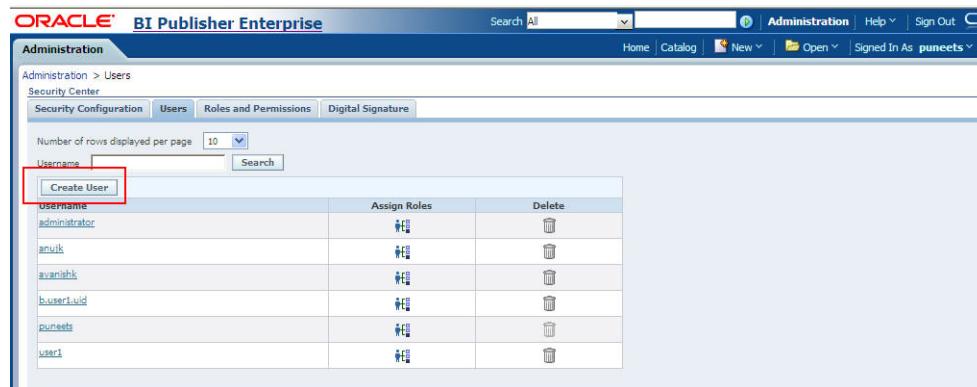 ORACLE BI Publisher Enterprise Search All Administration Help Sign Out
Administration Home Catalog New Open Signed In As puneets
Administration > Users
Security Center
Security Configuration Users Roles and Permissions Digital Signature
Number of rows displayed per page 10
Username Search
Create User
Username Assign Roles Delete
administrator
anujk
avanishk
b.user1.uid
puneets
user1